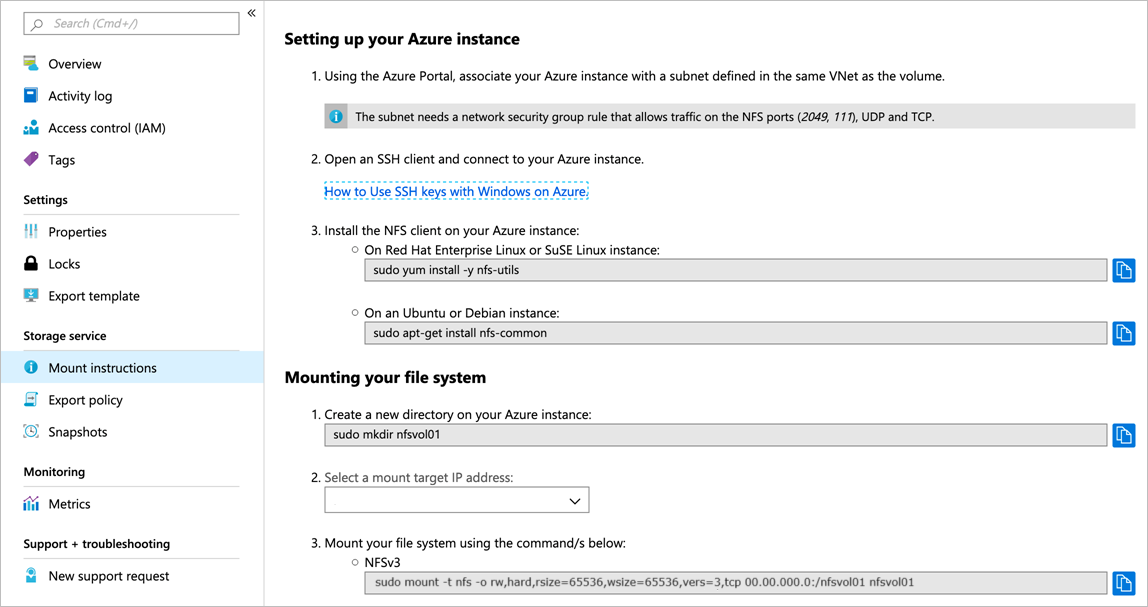 Search (Cmd+/)
«
Overview
Activity log
Access control (IAM)
Tags
Settings
Properties
Locks
Export template
Storage service
Mount instructions
Export policy
Snapshots
Monitoring
Metrics
Support + troubleshooting
New support request
Setting up your Azure instance
1. Using the Azure Portal, associate your Azure instance with a subnet defined in the same VNet as the volume.
The subnet needs a network security group rule that allows traffic on the NFS ports (2049, 111), UDP and TCP.
2. Open an SSH client and connect to your Azure instance.
How to Use SSH keys with Windows on Azure.
3. Install the NFS client on your Azure instance:
On Red Hat Enterprise Linux or SuSE Linux instance:
sudo yum install -y nfs-utils
On an Ubuntu or Debian instance:
sudo apt-get install nfs-common
Mounting your file system
1. Create a new directory on your Azure instance:
sudo mkdir nfsvol01
2. Select a mount target IP address:
3. Mount your file system using the command/s below:
NFSv3
sudo mount -t nfs -o rw,hard,rsize=65536,wsize=65536,vers=3,tcp 00.00.000.0:/nfsvol01 nfsvol01